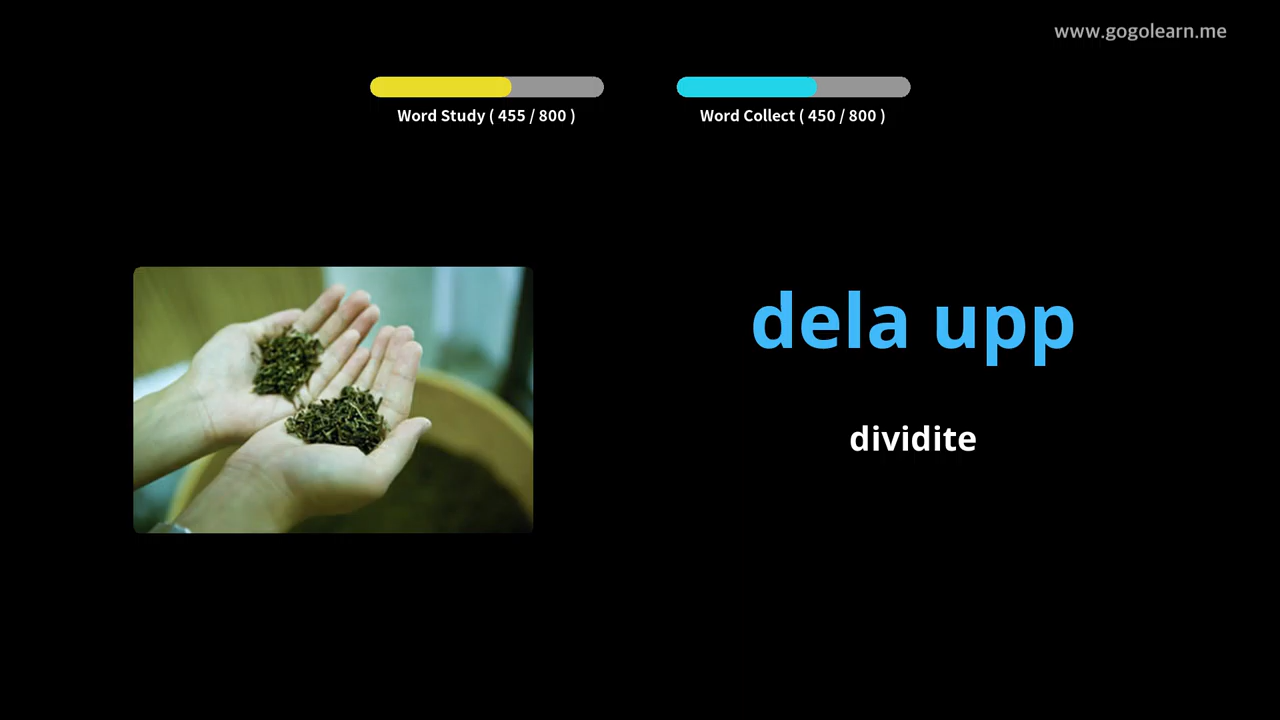 www.gogolearn.me
Word Study ( 455 / 800 )
Word Collect ( 450 / 800 )
dela upp
dividite